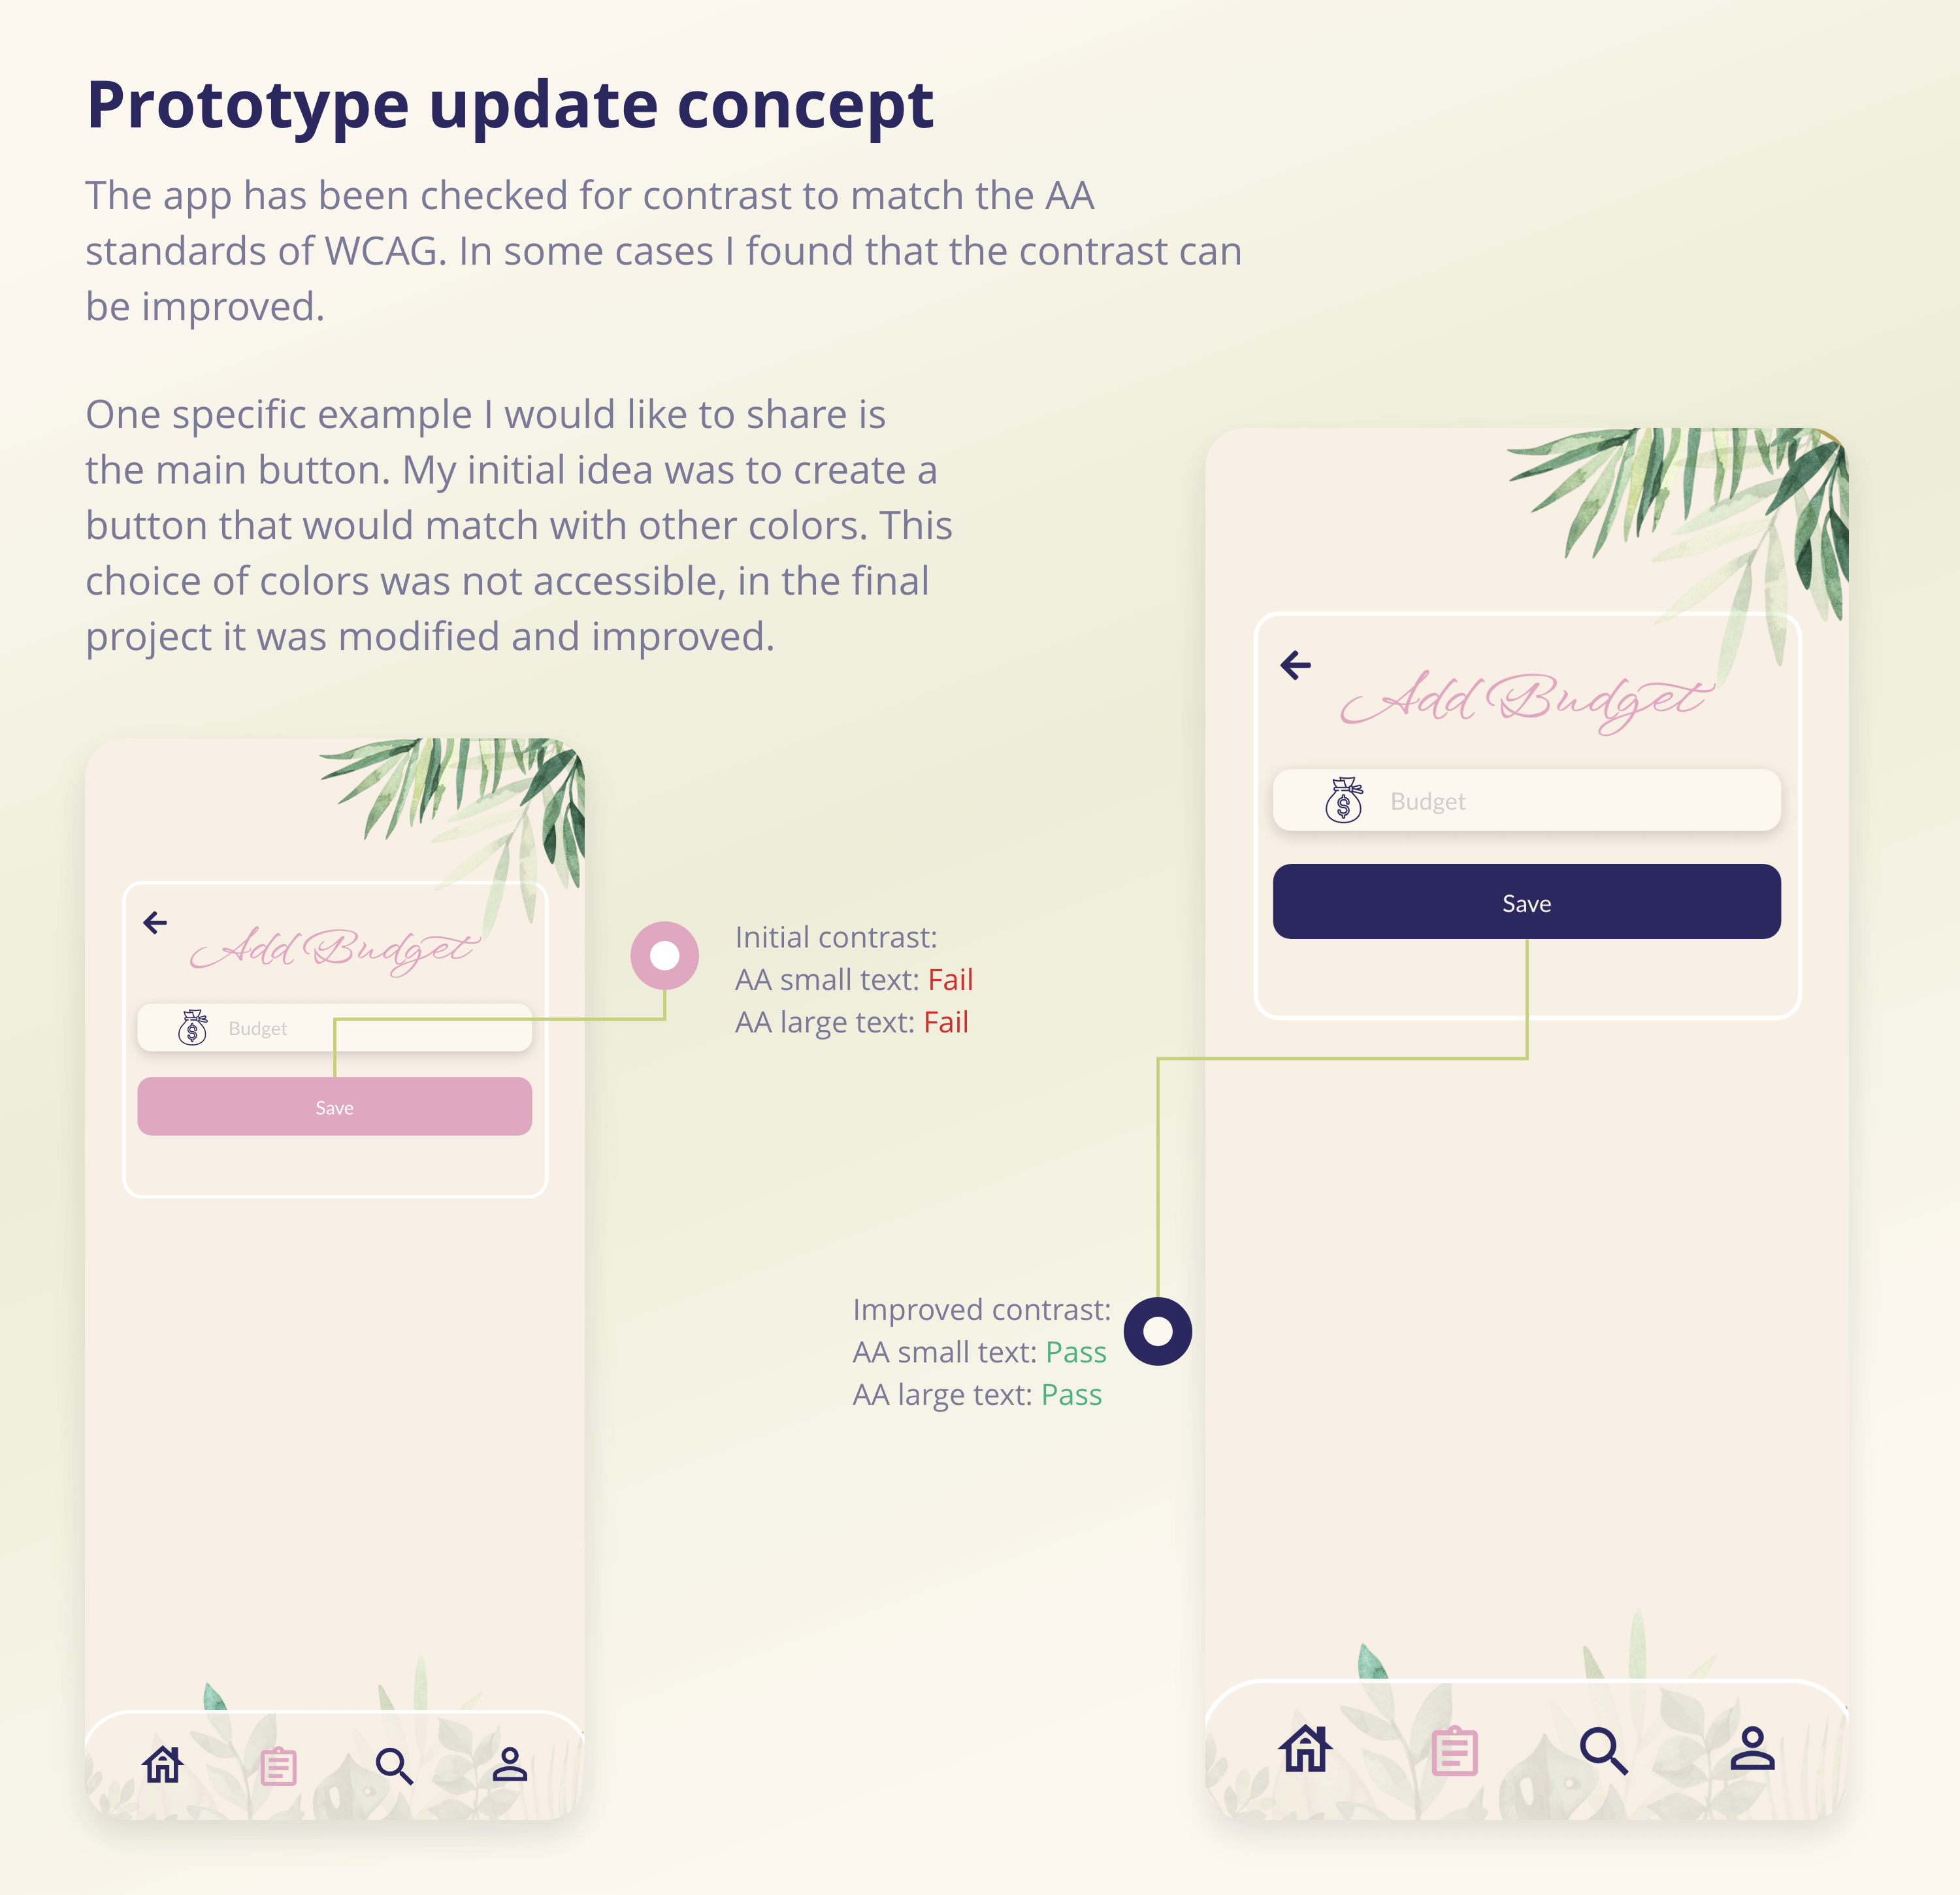 Prototype update concept
The app has been checked for contrast to match the AA
standards of WCAG. In some cases I found that the contrast can
be improved.
One specific example I would like to share is
the main button. My initial idea was to create a
button that would match with other colors. This
choice of colors was not accessible, in the final
project it was modified and improved.
Add Budget
$ Budget
Save
Initial contrast:
AA small text: Fail
AA large text: Fail
Add Budget
$ Budget
Save
Improved contrast:
AA small text: Pass
AA large text: Pass